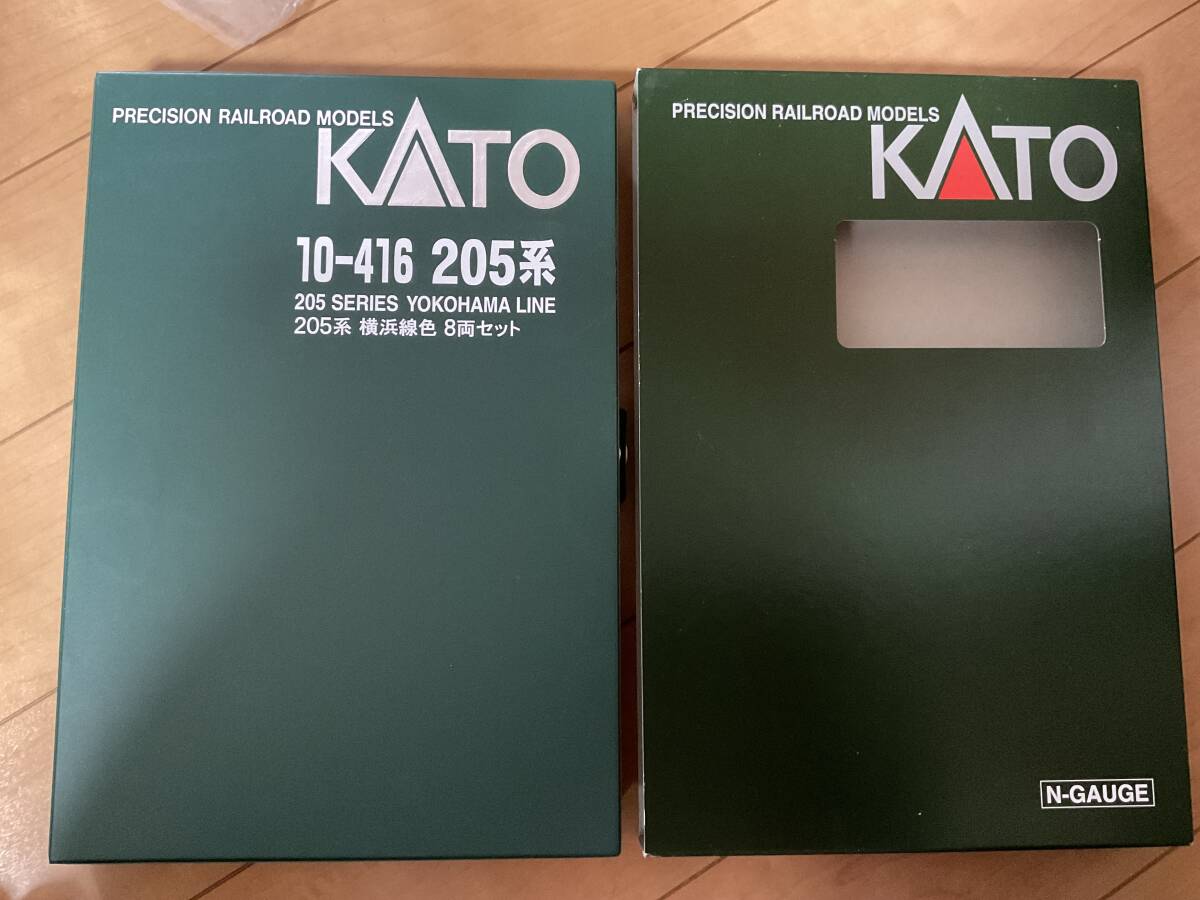 PRECISION RAILROAD MODELS
KATO
10-416 205系
205 SERIES YOKOHAMA LINE
205系 横浜線色 8両セット
PRECISION RAILROAD MODELS
KATO
N-GAUGE